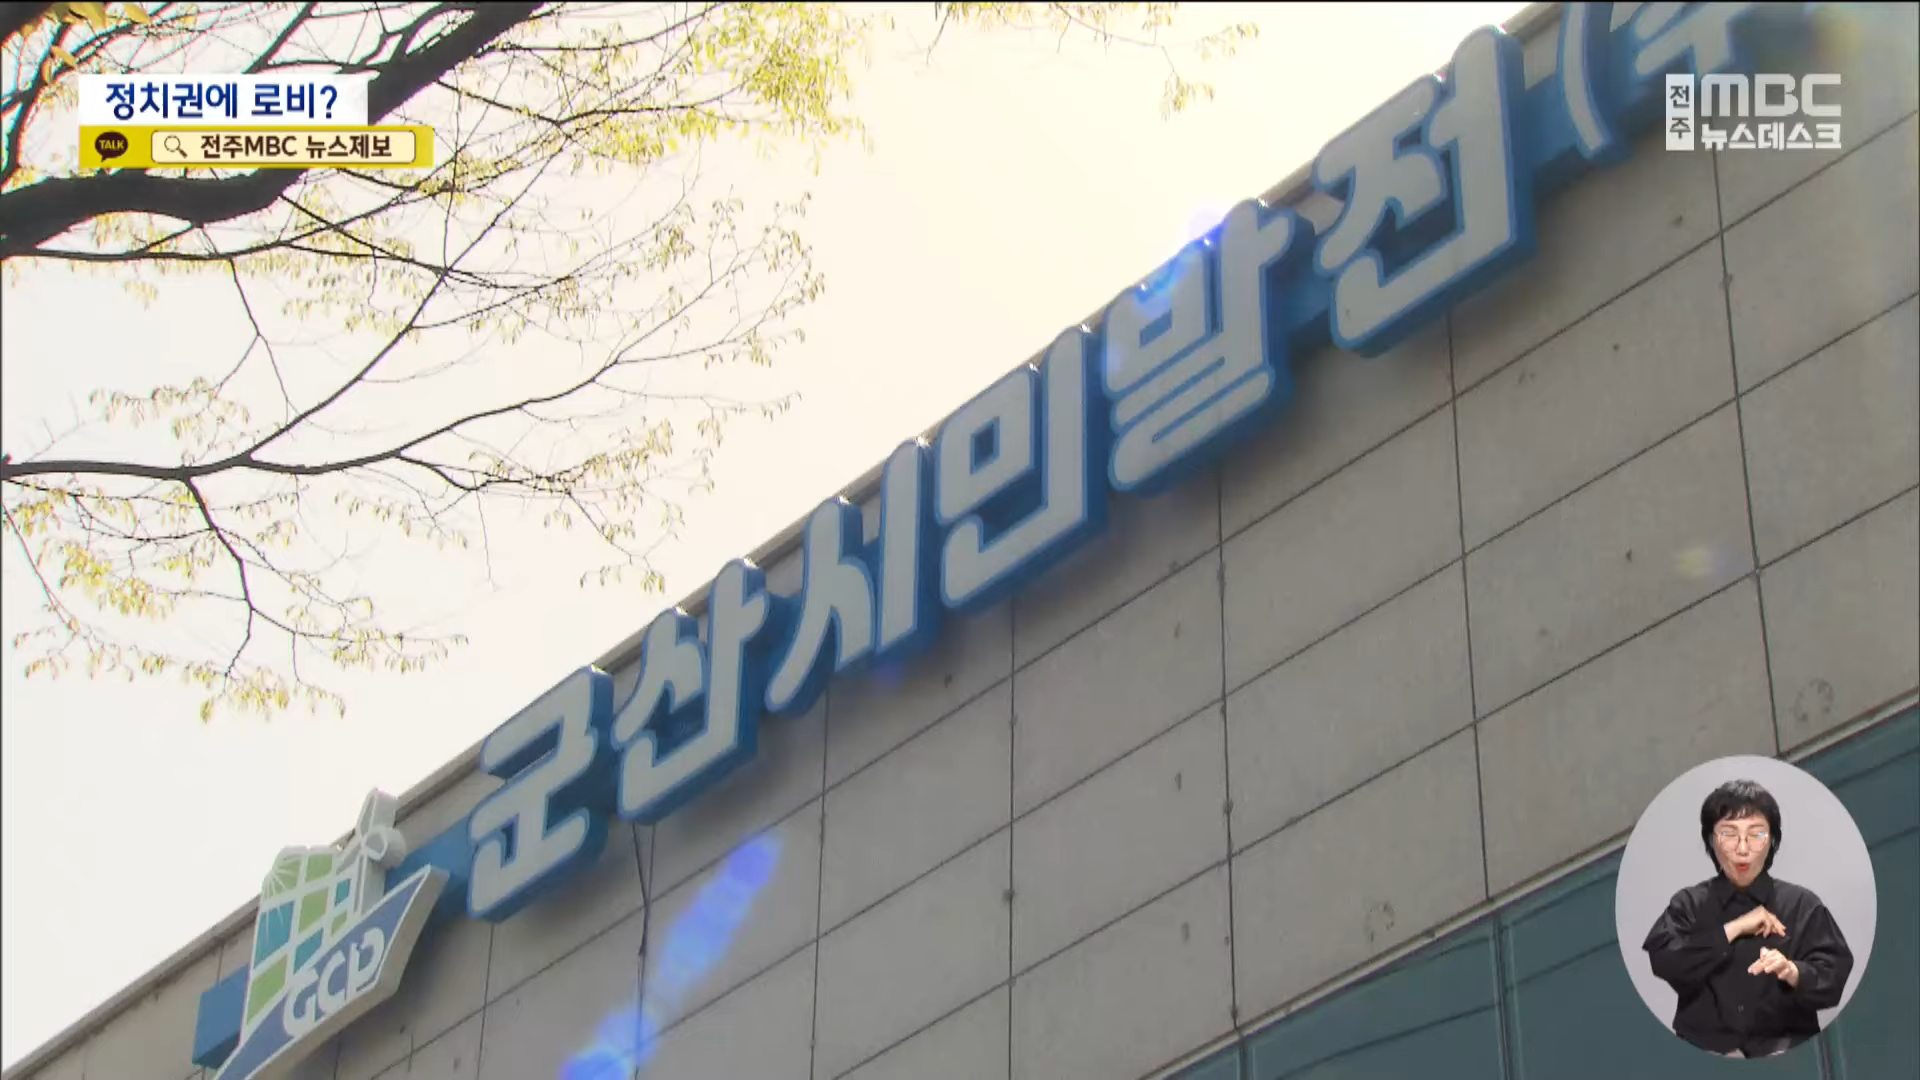 정치권에 로비?
TALK 전주MBC 뉴스제보
전주 MBC
뉴스데스크
군산시민발전(주
GCD